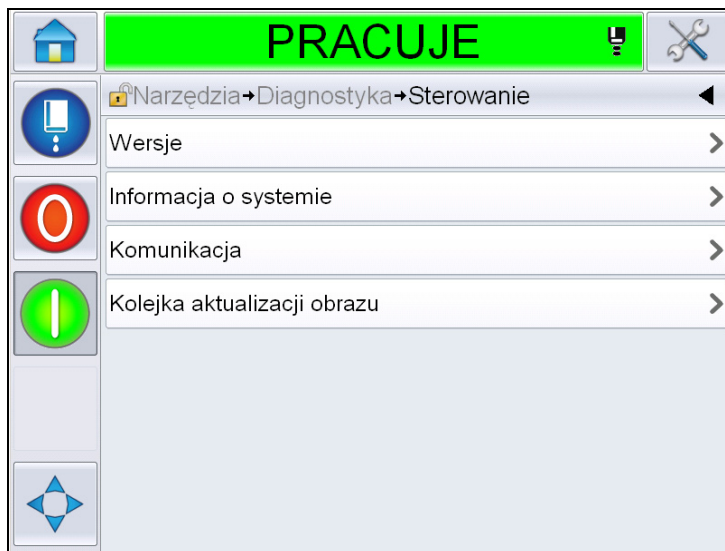 PRACUJE
Narzędzia→Diagnostyka→Sterowanie
Wersje
Informacja o systemie
Komunikacja
Kolejka aktualizacji obrazu